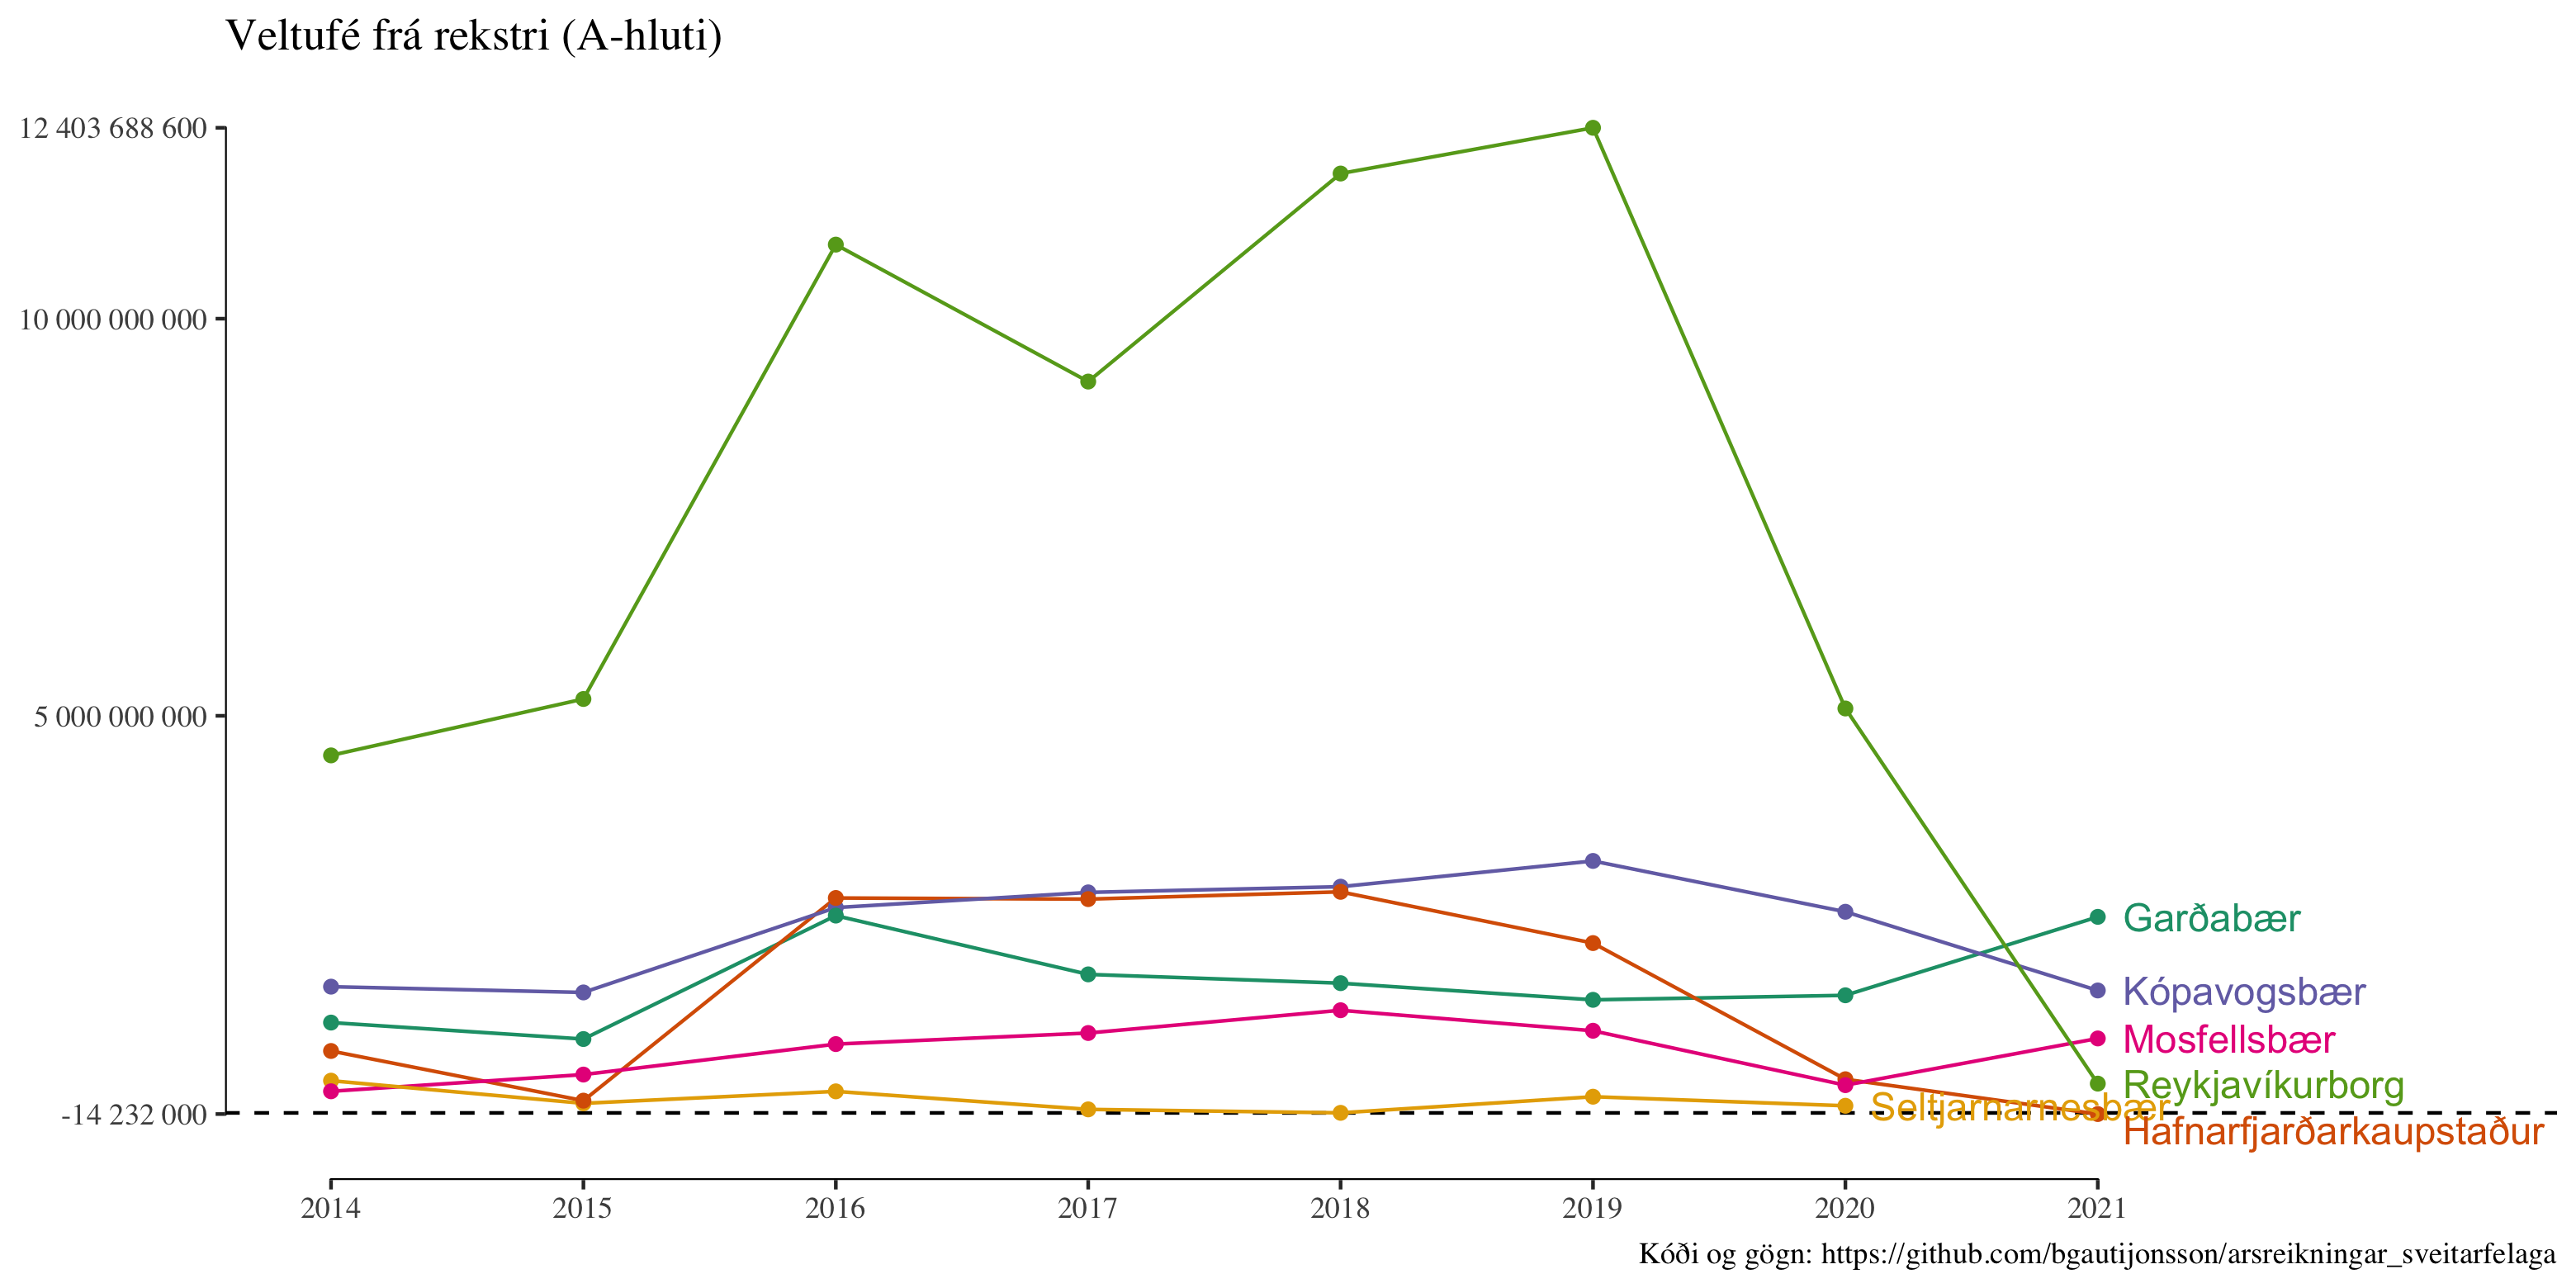 Veltufé frá rekstri (A-hluti)
12 403 688 600
10 000 000 000
5 000 000 000
-14 232 000
Garðabær
Kópavogsbær
Mosfellsbær
Reykjavíkurborg
Seltjarnarnesbær
Hafnarfjarðarkaupstaður
2014 2015 2016 2017 2018 2019 2020 2021
Kóði og gögn: https://github.com/bgautijonsson/arsreikningar_sveitarfelaga